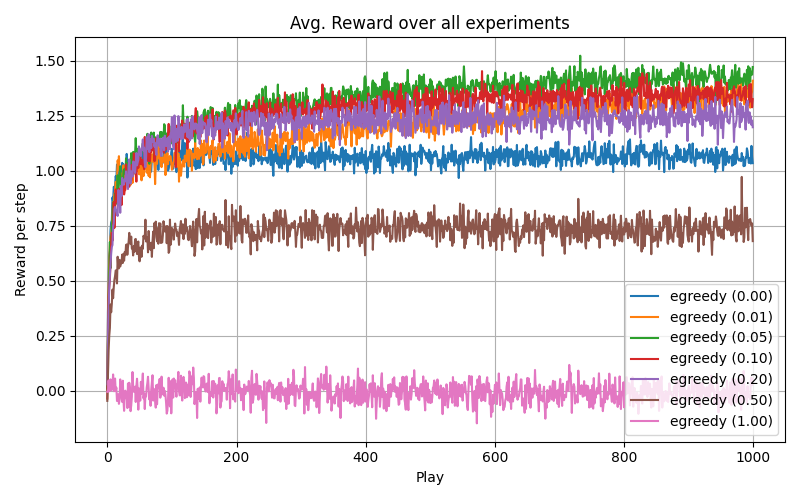 Avg. Reward over all experiments
Reward per step
1.50
1.25
1.00
0.75
0.50
0.25
0.00
egreedy (0.00)
egreedy (0.01)
egreedy (0.05)
egreedy (0.10)
egreedy (0.20)
egreedy (0.50)
egreedy (1.00)
0 200 400 600 800 1000
Play